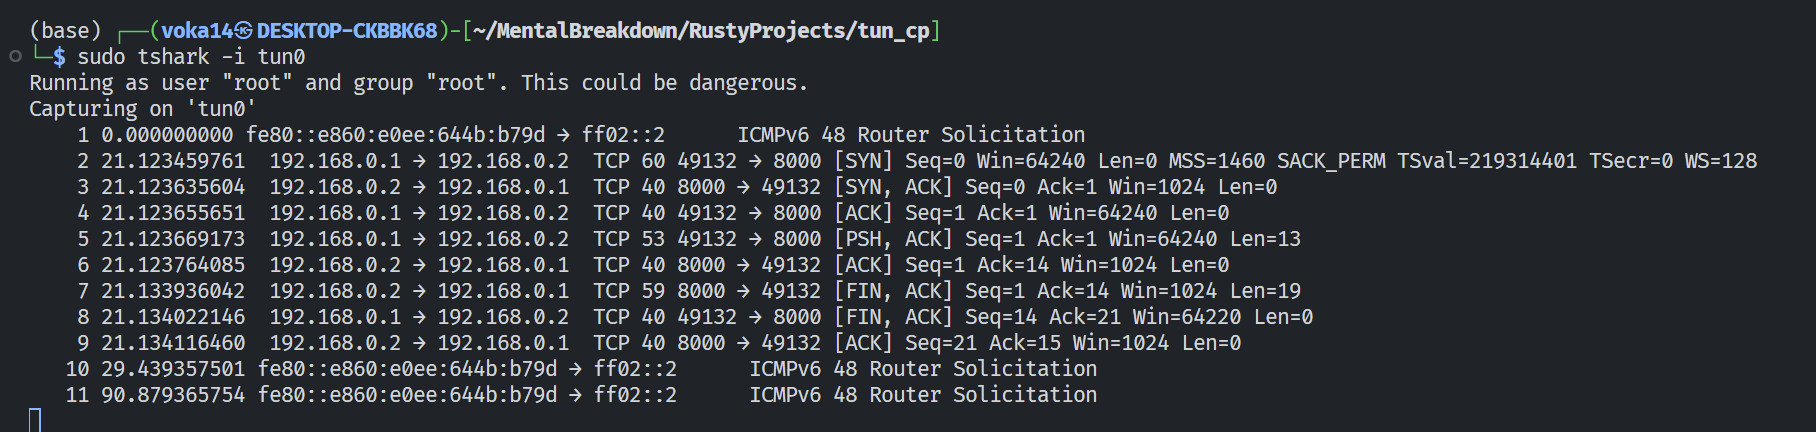 (base) ┌──(voka14㉿DESKTOP-CKBBK68)-[~/MentalBreakdown/RustyProjects/tun_cp]
└─$ sudo tshark -i tun0
Running as user "root" and group "root". This could be dangerous.
Capturing on 'tun0'
    1 0.000000000 fe80::e860:e0ee:644b:b79d → ff02::2      ICMPv6 48 Router Solicitation
    2 21.123459761  192.168.0.1 → 192.168.0.2  TCP 60 49132 → 8000 [SYN] Seq=0 Win=64240 Len=0 MSS=1460 SACK_PERM TSval=219314401 TSecr=0 WS=128
    3 21.123635604  192.168.0.2 → 192.168.0.1  TCP 40 8000 → 49132 [SYN, ACK] Seq=0 Ack=1 Win=1024 Len=0
    4 21.123655651  192.168.0.1 → 192.168.0.2  TCP 40 49132 → 8000 [ACK] Seq=1 Ack=1 Win=64240 Len=0
    5 21.123669173  192.168.0.1 → 192.168.0.2  TCP 53 49132 → 8000 [PSH, ACK] Seq=1 Ack=1 Win=64240 Len=13
    6 21.123764085  192.168.0.2 → 192.168.0.1  TCP 40 8000 → 49132 [ACK] Seq=1 Ack=14 Win=1024 Len=0
    7 21.133936042  192.168.0.2 → 192.168.0.1  TCP 59 8000 → 49132 [FIN, ACK] Seq=1 Ack=14 Win=1024 Len=19
    8 21.134022146  192.168.0.1 → 192.168.0.2  TCP 40 49132 → 8000 [FIN, ACK] Seq=14 Ack=21 Win=64220 Len=0
    9 21.134116460  192.168.0.2 → 192.168.0.1  TCP 40 8000 → 49132 [ACK] Seq=21 Ack=15 Win=1024 Len=0
   10 29.439357501 fe80::e860:e0ee:644b:b79d → ff02::2      ICMPv6 48 Router Solicitation
   11 90.879365754 fe80::e860:e0ee:644b:b79d → ff02::2      ICMPv6 48 Router Solicitation